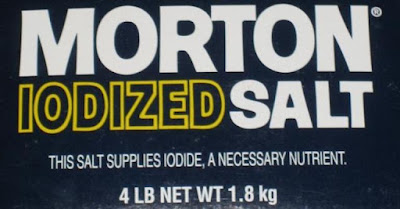 MORTON®
IODIZED SALT
THIS SALT SUPPLIES IODIDE, A NECESSARY NUTRIENT.
4 LB NET WT 1.8 kg